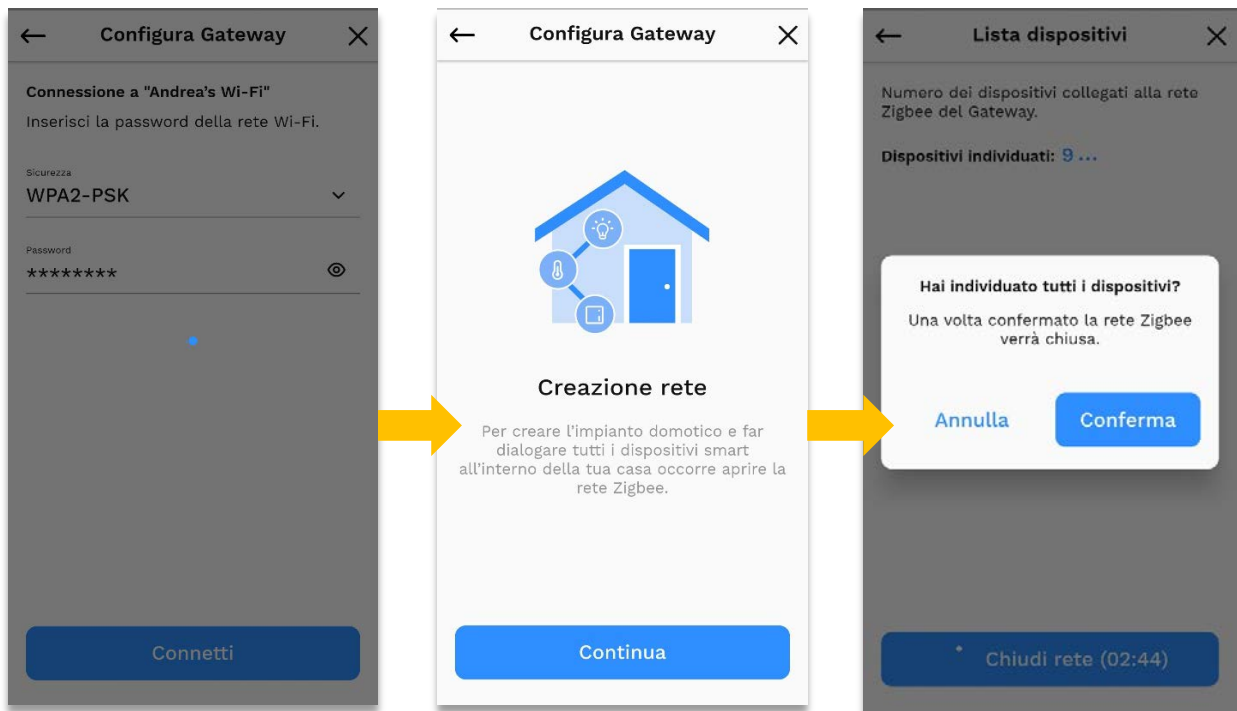 Configura Gateway
Connessione a "Andrea's Wi-Fi"
Inserisci la password della rete Wi-Fi.
Sicurezza
WPA2-PSK
Password
********
Connetti
Configura Gateway
Creazione rete
Per creare l'impianto domotico e far
dialogare tutti i dispositivi smart
all'interno della tua casa occorre aprire la
rete Zigbee.
Continua
Lista dispositivi
Numero dei dispositivi collegati alla rete
Zigbee del Gateway.
Dispositivi individuati: 9 ...
Hai individuato tutti i dispositivi?
Una volta confermato la rete Zigbee
verrà chiusa.
Annulla
Conferma
Chiudi rete (02:44)